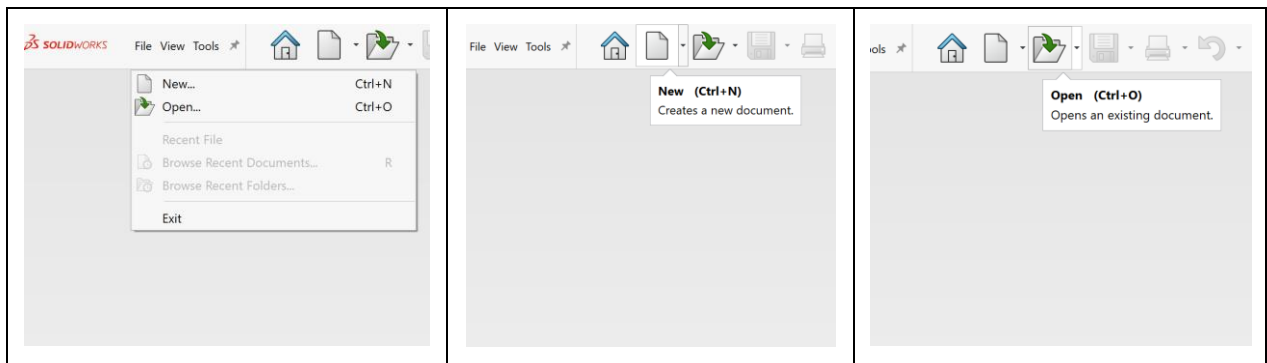 SOLIDWORKS File View Tools
New... Ctrl+N
Open... Ctrl+O
Recent File
Browse Recent Documents... R
Browse Recent Folders...
Exit
File View Tools
New (Ctrl+N)
Creates a new document.
ols
Open (Ctrl+O)
Opens an existing document.